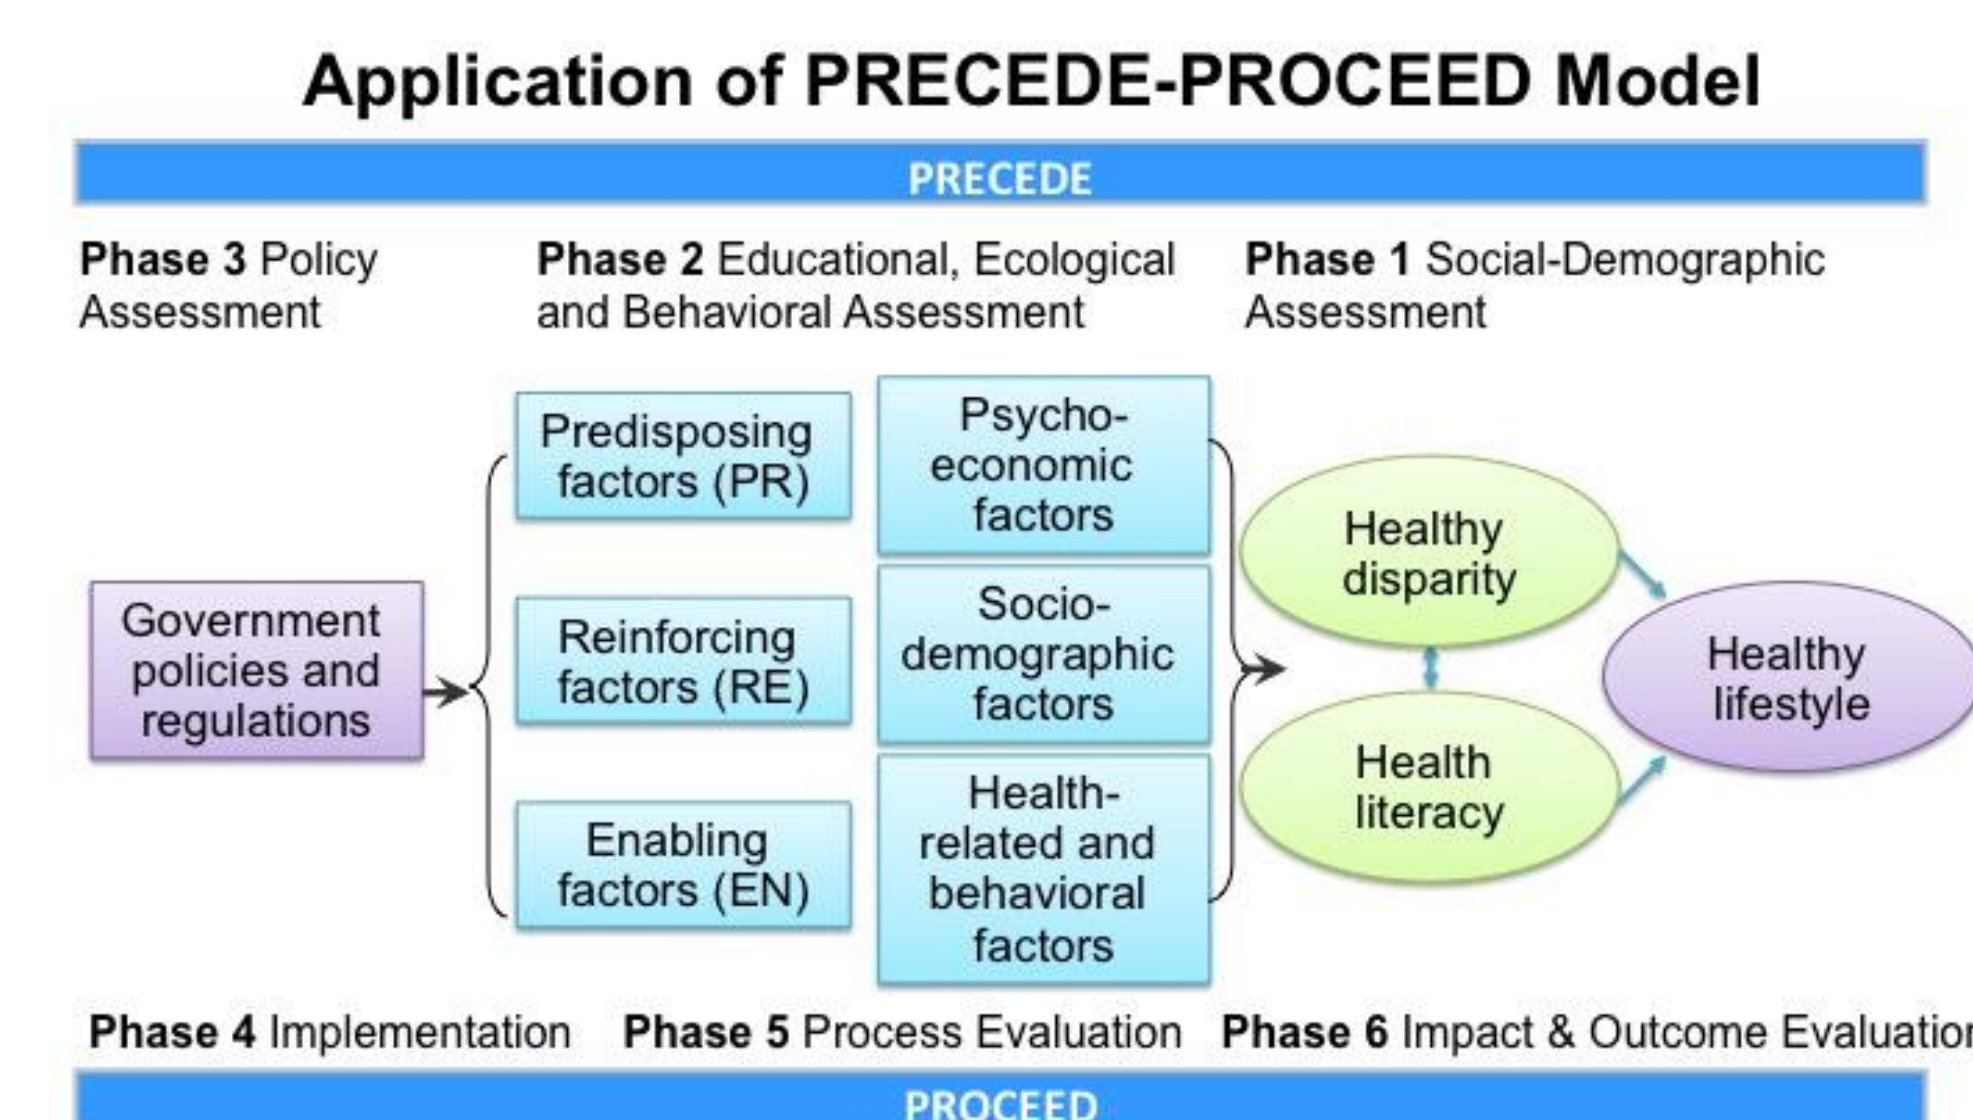 Application of PRECEDE-PROCEED Model
PRECEDE
Phase 3 Policy
Assessment
Phase 2 Educational, Ecological
and Behavioral Assessment
Phase 1 Social-Demographic
Assessment
Government
policies and
regulations
Predisposing
factors (PR)
Reinforcing
factors (RE)
Enabling
factors (EN)
Psycho-
economic
factors
Socio-
demographic
factors
Health-
related and
behavioral
factors
Healthy
disparity
Health
literacy
Healthy
lifestyle
Phase 4 Implementation
Phase 5 Process Evaluation
Phase 6 Impact & Outcome Evaluation
PROCEED